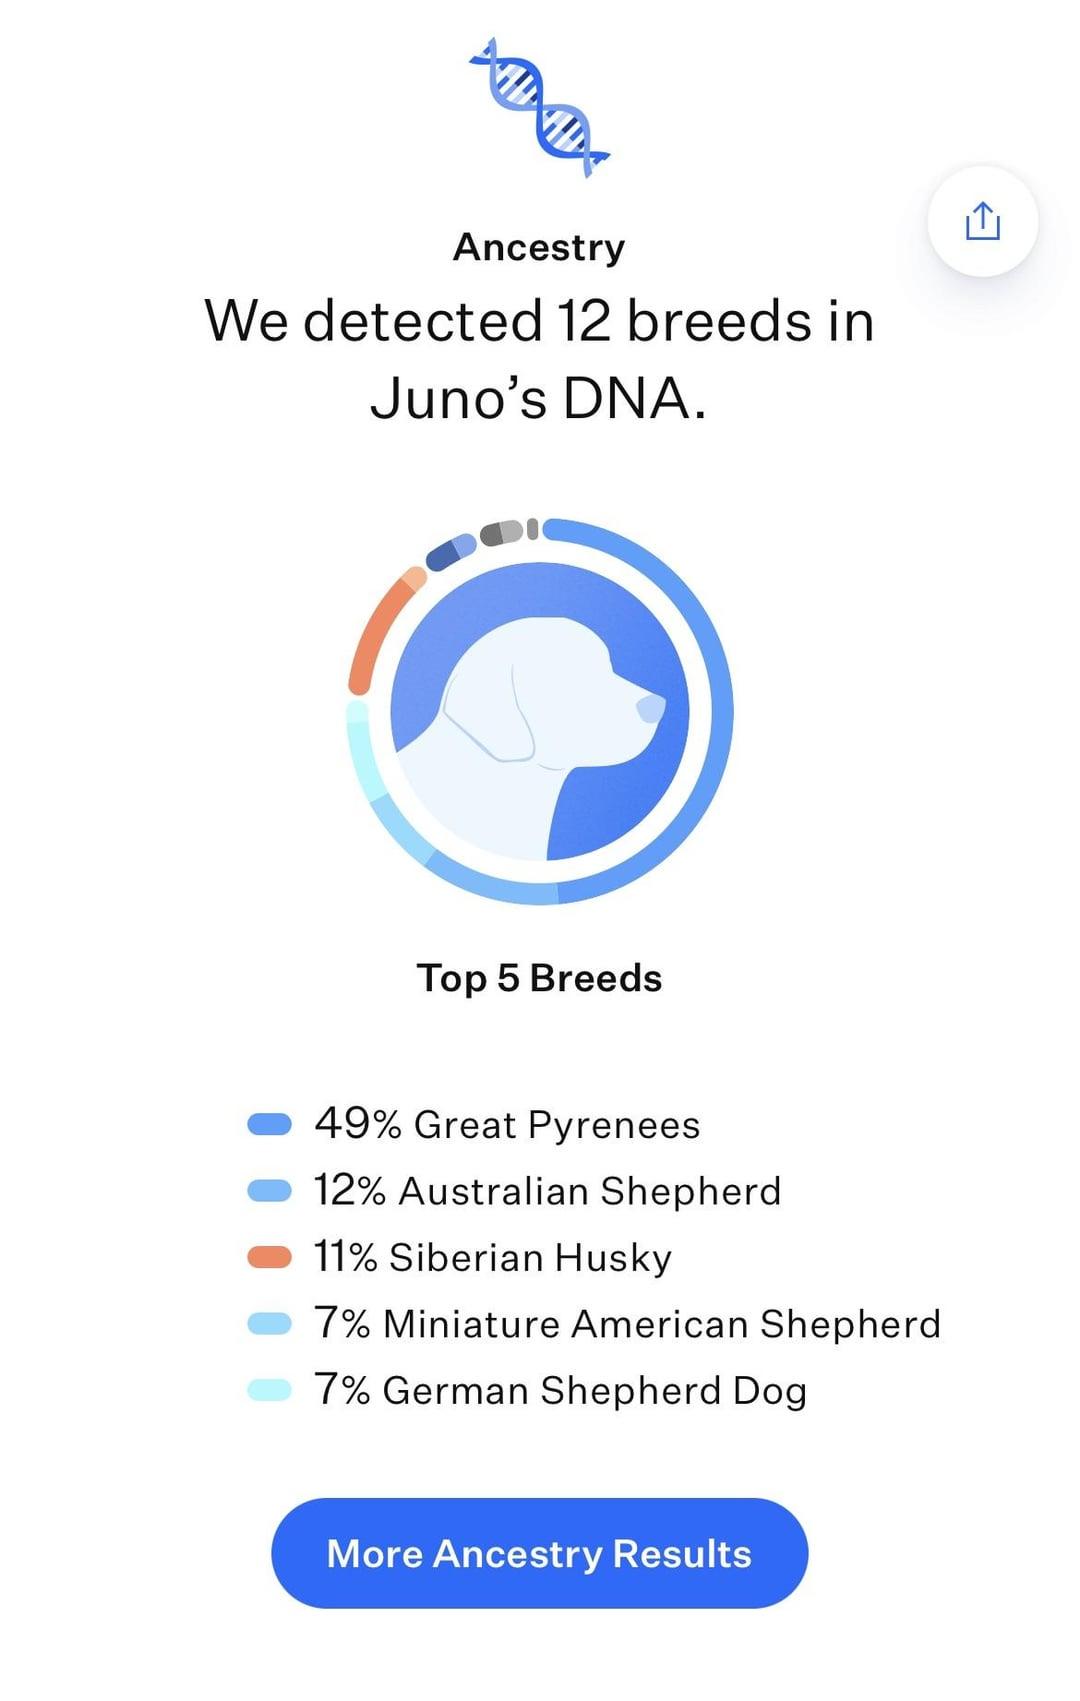 Ancestry
We detected 12 breeds in
Juno’s DNA.
Top 5 Breeds
49% Great Pyrenees
12% Australian Shepherd
11% Siberian Husky
7% Miniature American Shepherd
7% German Shepherd Dog
More Ancestry Results